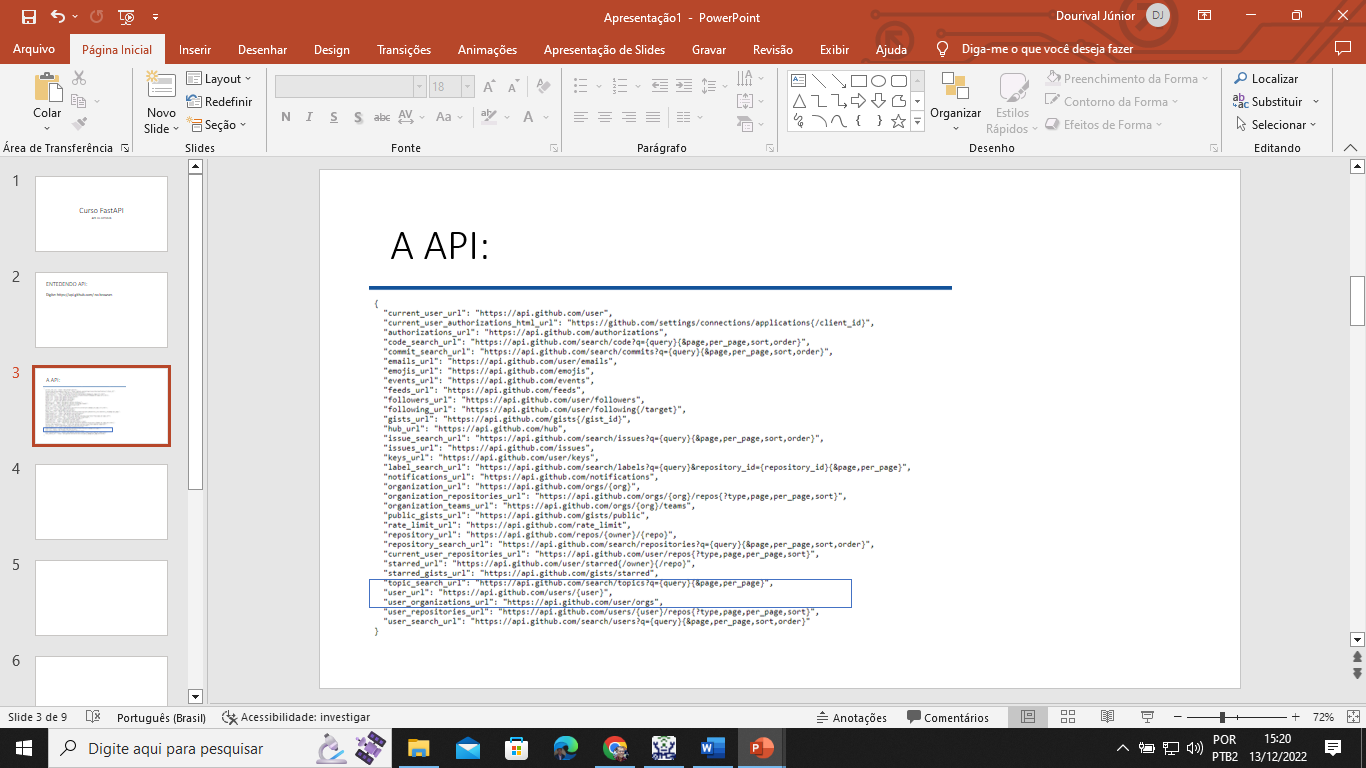 Apresentação1 - PowerPoint
Dourival Júnior
DJ
Arquivo
Página Inicial
Inserir
Desenhar
Design
Transições
Animações
Apresentação de Slides
Gravar
Revisão
Exibir
Ajuda
Diga-me o que você deseja fazer
Colar
Novo
Slide
Layout
Redefinir
Seção
18
N
I
S
S
abc
AV
Aa
A
Organizar
Estilos
Rápidos
Preenchimento da Forma
Contorno da Forma
Efeitos de Forma
Localizar
Substituir
Selecionar
Área de Transferência
Slides
Fonte
Parágrafo
Desenho
Editando
1
Curso FastAPI
2
ENTEDENDO API:
3
A API:
4
5
6
A API:
{
"current_user_url": "https://api.github.com/user",
"current_user_authorizations_html_url": "https://github.com/settings/connections/applications{/client_id}",
"authorizations_url": "https://api.github.com/authorizations",
"code_search_url": "https://api.github.com/search/code?q={query}{&page,per_page,sort,order}",
"commit_search_url": "https://api.github.com/search/commits?q={query}{&page,per_page,sort,order}",
"emails_url": "https://api.github.com/user/emails",
"emojis_url": "https://api.github.com/emojis",
"events_url": "https://api.github.com/events",
"feeds_url": "https://api.github.com/feeds",
"followers_url": "https://api.github.com/user/followers",
"following_url": "https://api.github.com/user/following{/target}",
"gists_url": "https://api.github.com/gists{/gist_id}",
"hub_url": "https://api.github.com/hub",
"issue_search_url": "https://api.github.com/search/issues?q={query}{&page,per_page,sort,order}",
"issues_url": "https://api.github.com/issues",
"keys_url": "https://api.github.com/user/keys",
"label_search_url": "https://api.github.com/search/labels?q={query}&repository_id={repository_id}{&page,per_page}",
"notifications_url": "https://api.github.com/notifications",
"organization_url": "https://api.github.com/orgs/{org}",
"organization_repositories_url": "https://api.github.com/orgs/{org}/repos{?type,page,per_page,sort}",
"organization_teams_url": "https://api.github.com/orgs/{org}/teams",
"public_gists_url": "https://api.github.com/gists/public",
"rate_limit_url": "https://api.github.com/rate_limit",
"repository_url": "https://api.github.com/repos/{owner}/{repo}",
"repository_search_url": "https://api.github.com/search/repositories?q={query}{&page,per_page,sort,order}",
"current_user_repositories_url": "https://api.github.com/user/repos{?type,page,per_page,sort}",
"starred_url": "https://api.github.com/user/starred{/owner}{/repo}",
"starred_gists_url": "https://api.github.com/gists/starred",
"topic_search_url": "https://api.github.com/search/topics?q={query}{&page,per_page}",
"user_url": "https://api.github.com/users/{user}",
"user_organizations_url": "https://api.github.com/user/orgs",
"user_repositories_url": "https://api.github.com/users/{user}/repos{?type,page,per_page,sort}",
"user_search_url": "https://api.github.com/search/users?q={query}{&page,per_page,sort,order}"
}
Slide 3 de 9
Português (Brasil)
Acessibilidade: investigar
Anotações
Comentários
72%
Digite aqui para pesquisar
POR
PTB2
15:20
13/12/2022